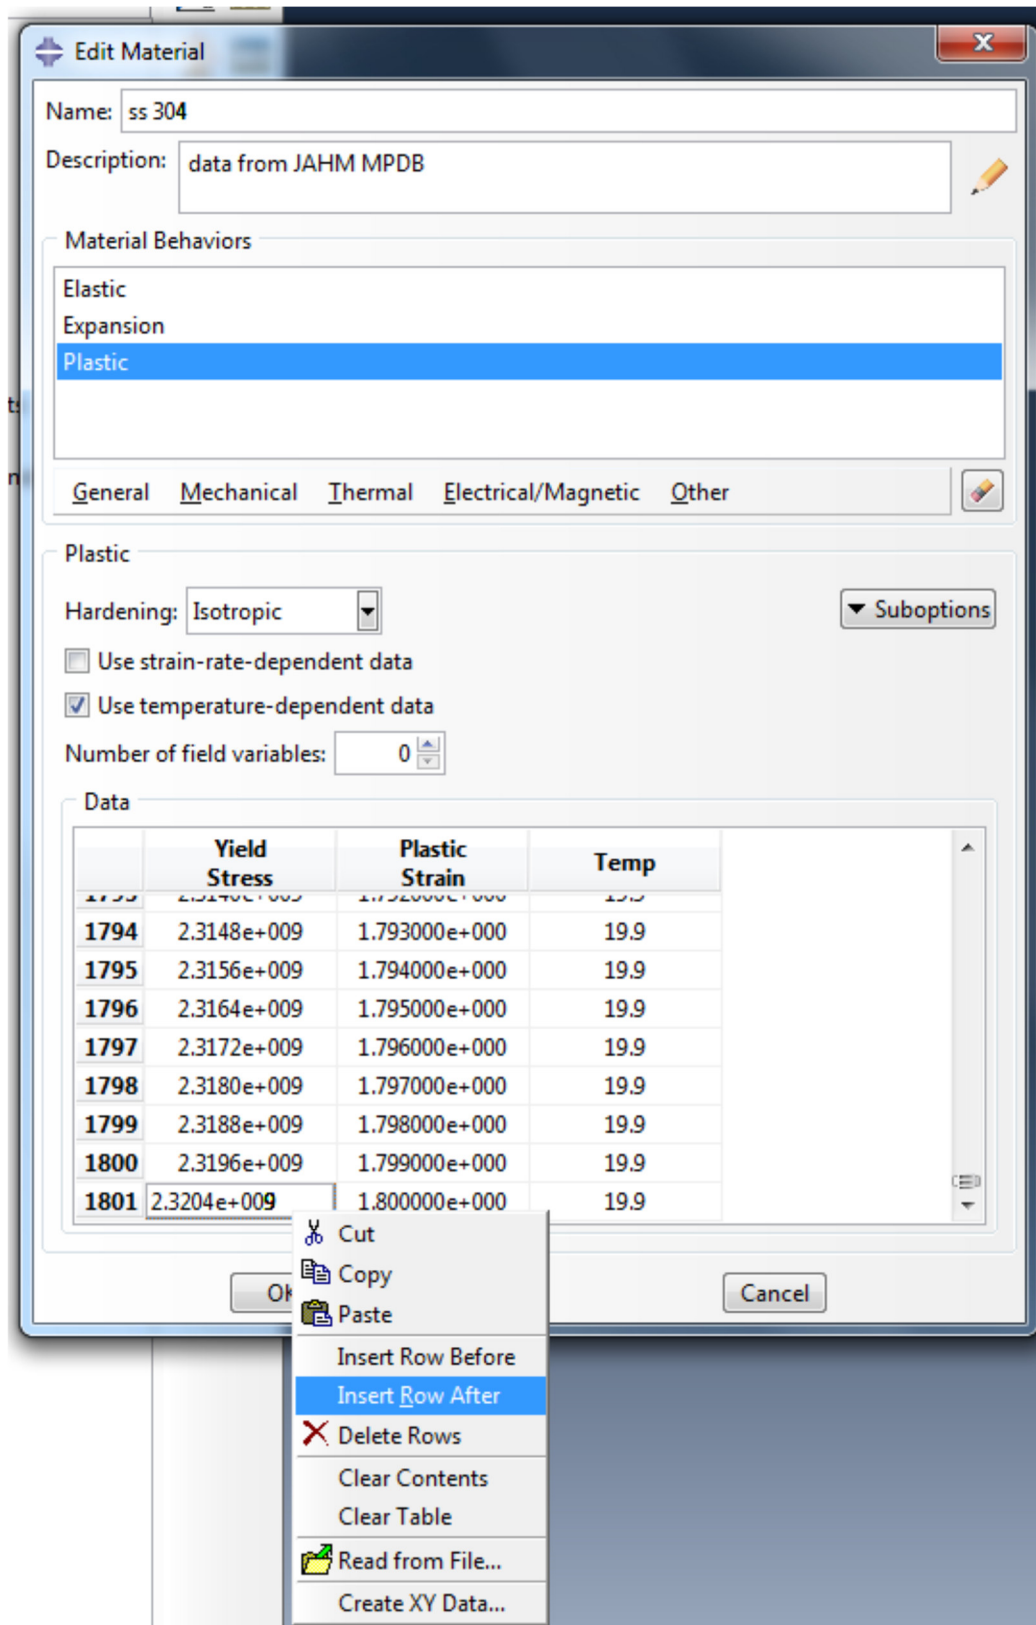 Edit Material
Name: ss 304
Description: data from JAHM MPDB
Material Behaviors
Elastic
Expansion
Plastic
General Mechanical Thermal Electrical/Magnetic Other
Plastic
Hardening: Isotropic Suboptions
Use strain-rate-dependent data
Use temperature-dependent data
Number of field variables: 0
Data
Yield Stress Plastic Strain Temp
1794 2.3148e+009 1.793000e+000 19.9
1795 2.3156e+009 1.794000e+000 19.9
1796 2.3164e+009 1.795000e+000 19.9
1797 2.3172e+009 1.796000e+000 19.9
1798 2.3180e+009 1.797000e+000 19.9
1799 2.3188e+009 1.798000e+000 19.9
1800 2.3196e+009 1.799000e+000 19.9
1801 2.3204e+009 1.800000e+000 19.9
Cut
Copy
Paste
Insert Row Before
Insert Row After
Delete Rows
Clear Contents
Clear Table
Read from File...
Create XY Data...
Cancel